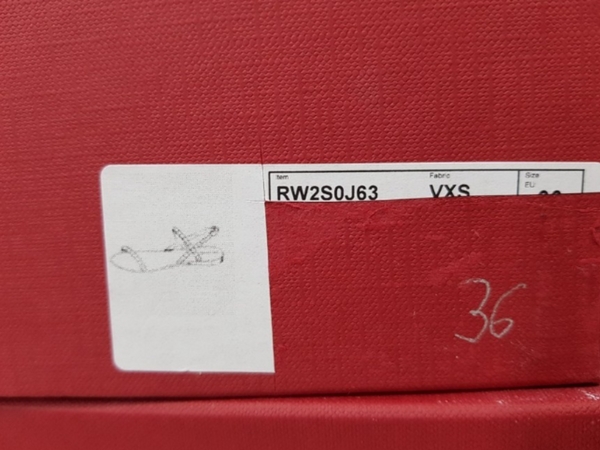 Item Fabric Size
EU
RW2S0J63 VXS
36